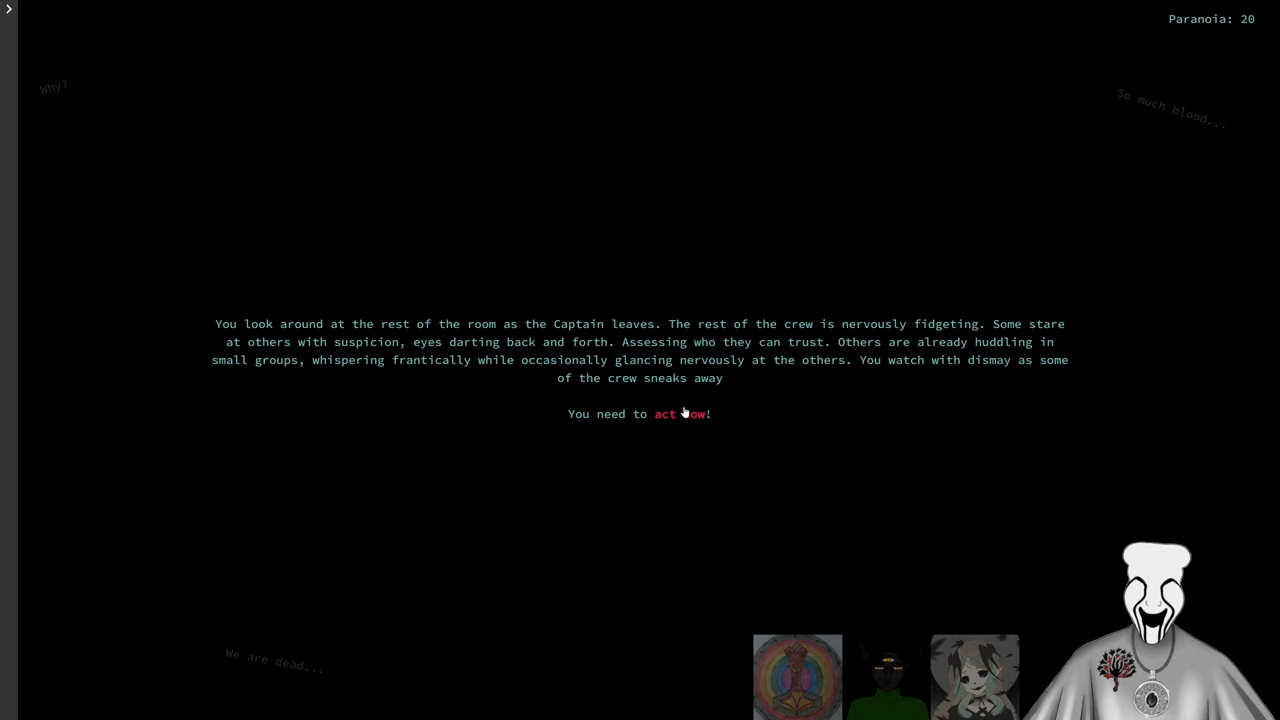 Paranoia: 20
Why?
So much blood...
You look around at the rest of the room as the Captain leaves. The rest of the crew is nervously fidgeting. Some stare
at others with suspicion, eyes darting back and forth. Assessing who they can trust. Others are already huddling in
small groups, whispering frantically while occasionally glancing nervously at the others. You watch with dismay as some
of the crew sneaks away
You need to act now!
We are dead...